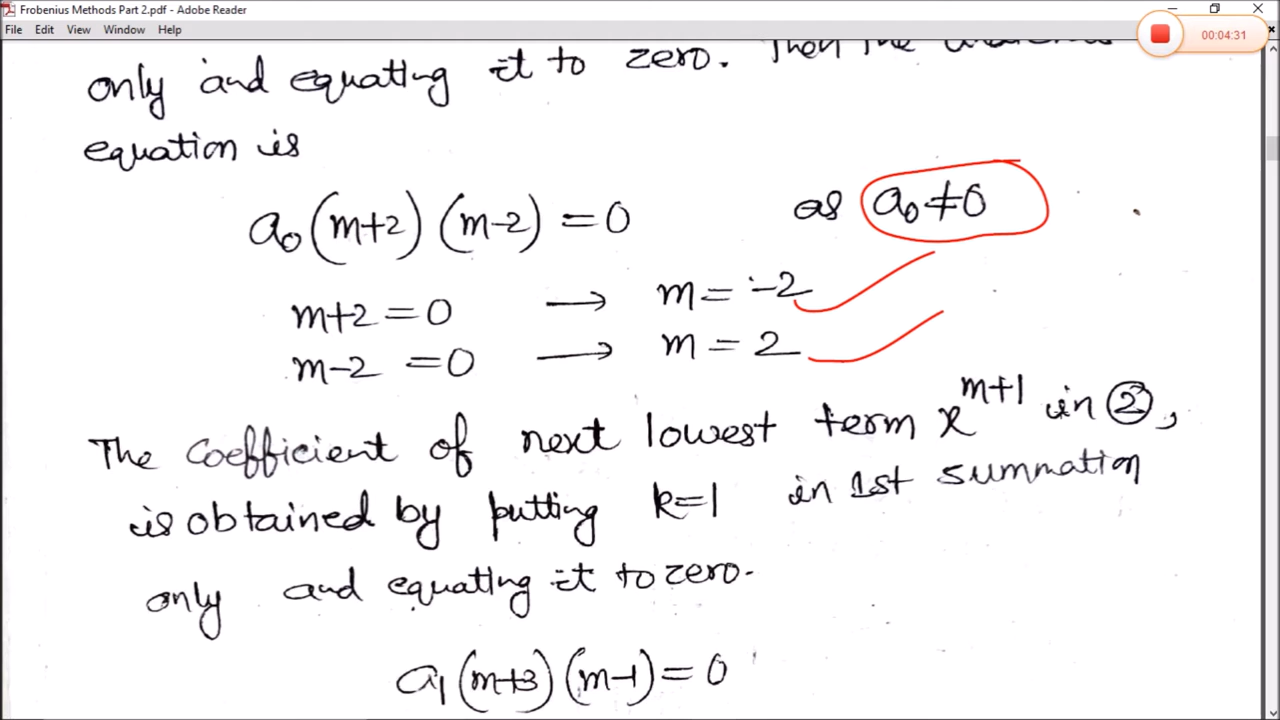 Frobenius Methods Part 2.pdf - Adobe Reader
File Edit View Window Help
00:04:31
only and equating it to zero. Then the
equation is
a₀(m+2)(m-2)=0 as a₀≠0
m+2=0 → m=-2
m-2=0 → m=2
The coefficient of next lowest term x^{m+1} in ②,
is obtained by putting k=1 in 1st summation
only and equating it to zero.
a₁(m+3)(m-1)=0